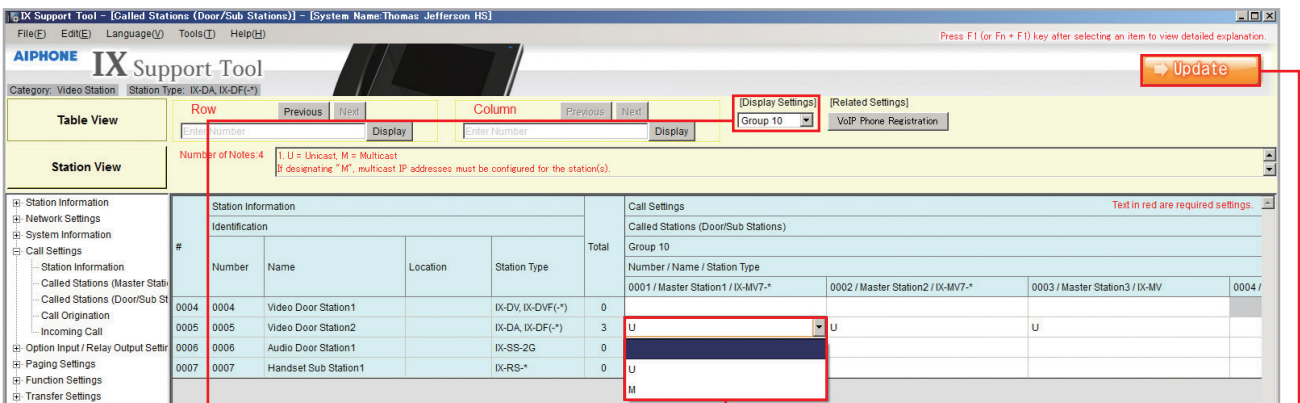 IX Support Tool - [Called Stations (Door/Sub Stations)] - [System Name:Thomas Jefferson HS]
File(F) Edit(E) Language(V) Tools(T) Help(H)
Press F1 (or Fn + F1) key after selecting an item to view detailed explanation.
AIPHONE IX Support Tool
Update
Category: Video Station Station Type: IX-DA, IX-DF(-*)
Table View
Row Previous Next
Enter Number Display
Column Previous Next
Enter Number Display
[Display Settings]
Group 10
[Related Settings]
VoIP Phone Registration
Station View
Number of Notes:4
1. U = Unicast, M = Multicast
If designating "M", multicast IP addresses must be configured for the station(s).
Station Information
Network Settings
System Information
Call Settings
Station Information
Called Stations (Master Stati
Called Stations (Door/Sub St
Call Origination
Incoming Call
Option Input / Relay Output Settin
Paging Settings
Function Settings
Transfer Settings
Station Information
Call Settings
Text in red are required settings.
Identification
Called Stations (Door/Sub Stations)
# Number Name Location Station Type Total
Group 10
Number / Name / Station Type
0001 / Master Station1 / IX-MV7-* 0002 / Master Station2 / IX-MV7-* 0003 / Master Station3 / IX-MV 0004 /
0004 0004 Video Door Station1 IX-DV, IX-DVF(-*) 0
0005 0005 Video Door Station2 IX-DA, IX-DF(-*) 3 U U U
0006 0006 Audio Door Station1 IX-SS-2G 0
0007 0007 Handset Sub Station1 IX-RS-* 0
U
M